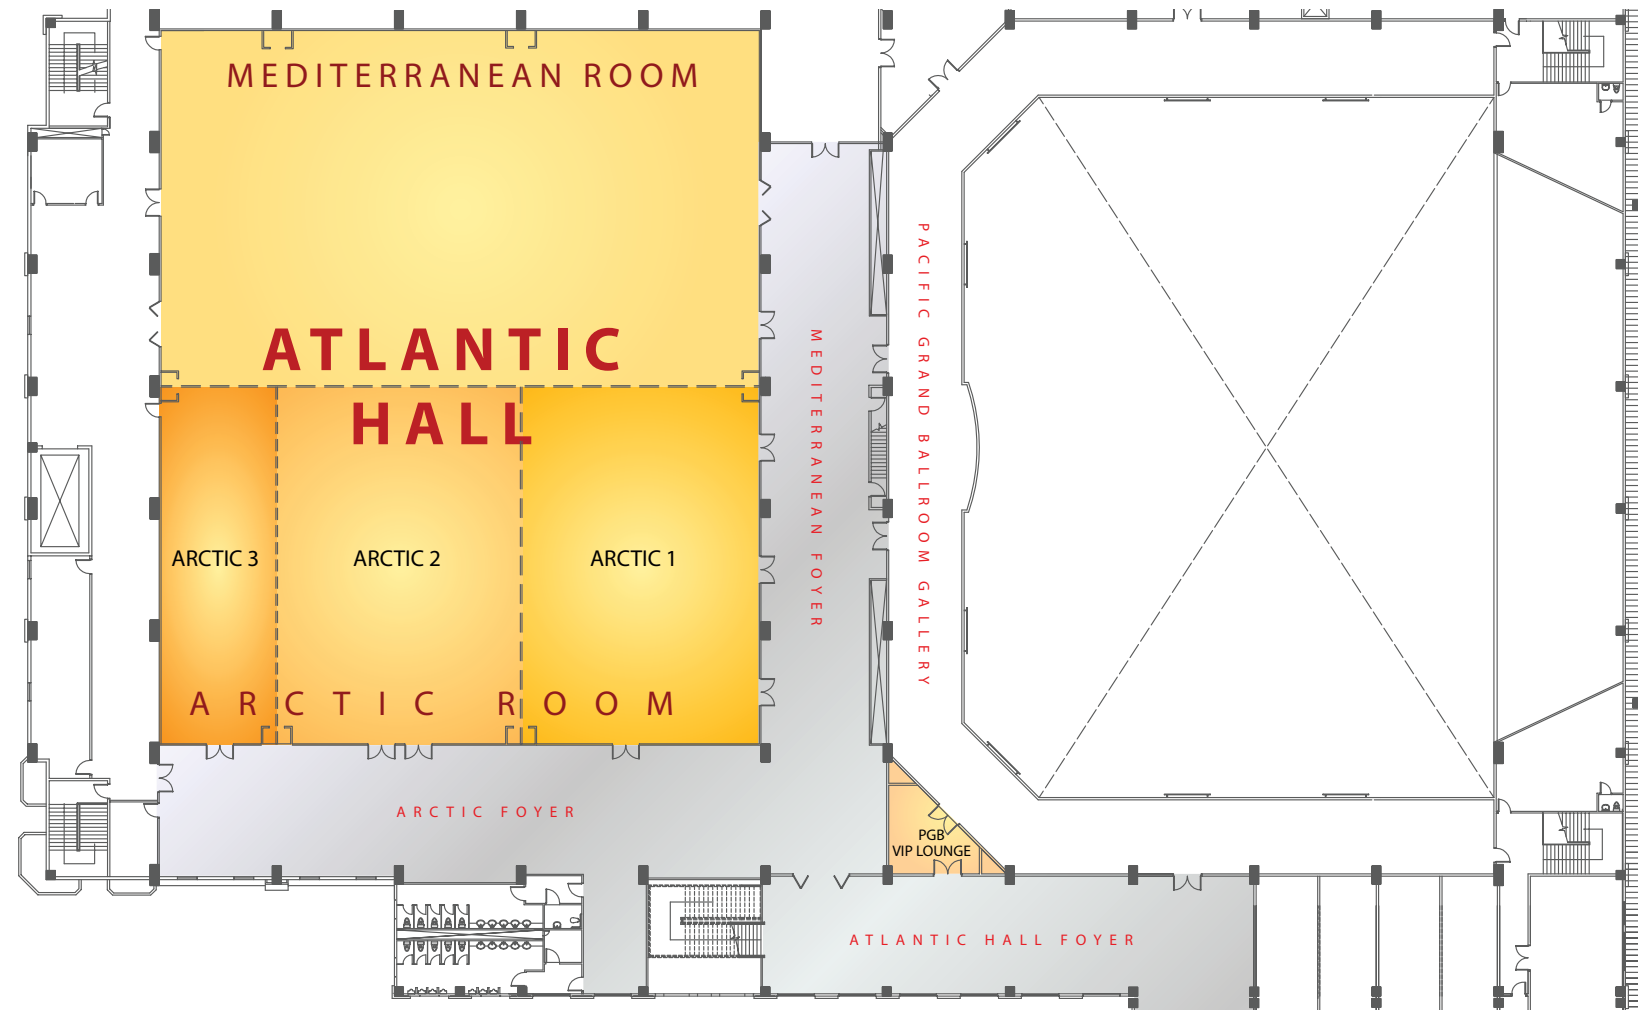 MEDITERRANEAN ROOM
ATLANTIC
HALL
ARCTIC 3
ARCTIC 2
ARCTIC 1
ARCTIC ROOM
MEDITERRANEAN FOYER
PACIFIC GRAND BALLROOM GALLERY
ARCTIC FOYER
PGB
VIP LOUNGE
ATLANTIC HALL FOYER